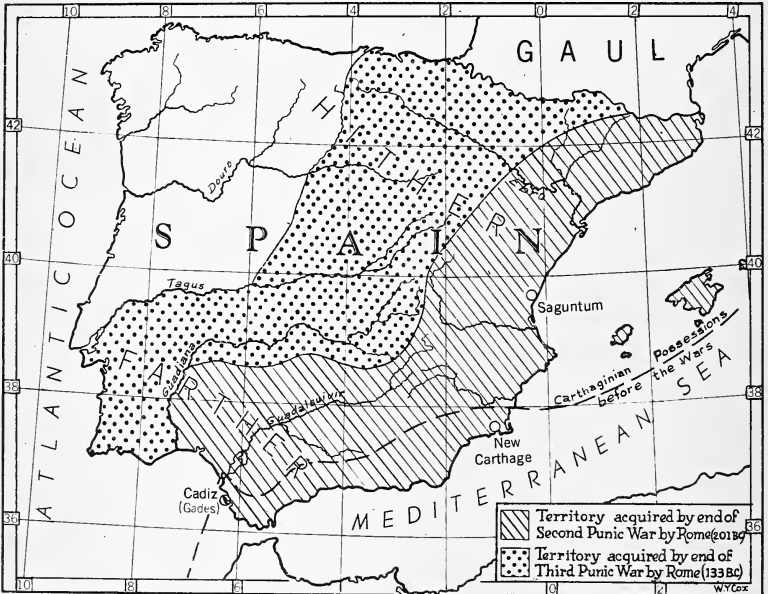 10 8 6 4 2 0 2 4
GAUL
42 42
HITHER
Douro
ATLANTIC OCEAN
SPAIN
40 40
Tagus
Saguntum
FARTHER
Guadiana
Guadalquivir
Carthaginian Possessions
before the Wars
38 38
New
Carthage
MEDITERRANEAN SEA
Cadiz
(Gades)
36 36
Territory acquired by end of
Second Punic War by Rome (201 BC)
Territory acquired by end of
Third Punic War by Rome (133 B.C.)
10 8 6 0 2
W.Y. Cox